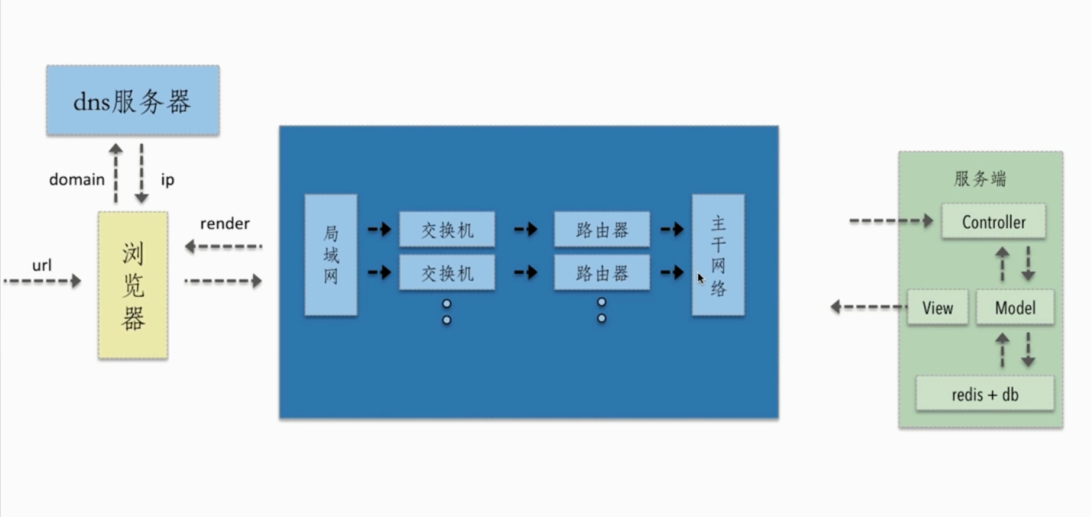 dns服务器
domain
ip
url
浏览器
render
局域网
交换机
路由器
交换机
路由器
主干网络
服务端
Controller
View
Model
redis + db